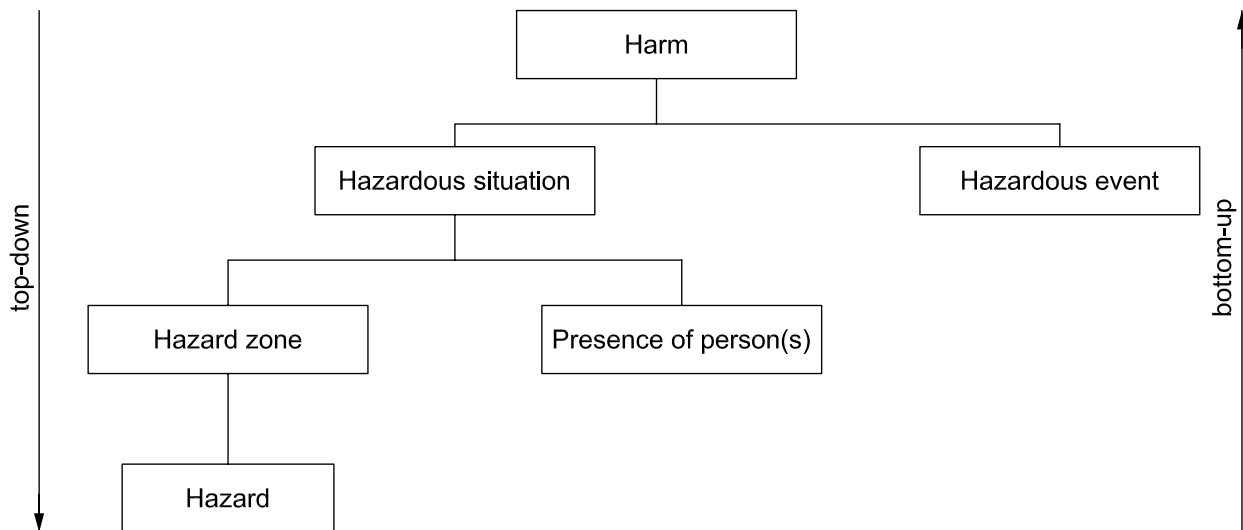 Harm
Hazardous situation
Hazardous event
top-down
bottom-up
Hazard zone
Presence of person(s)
Hazard